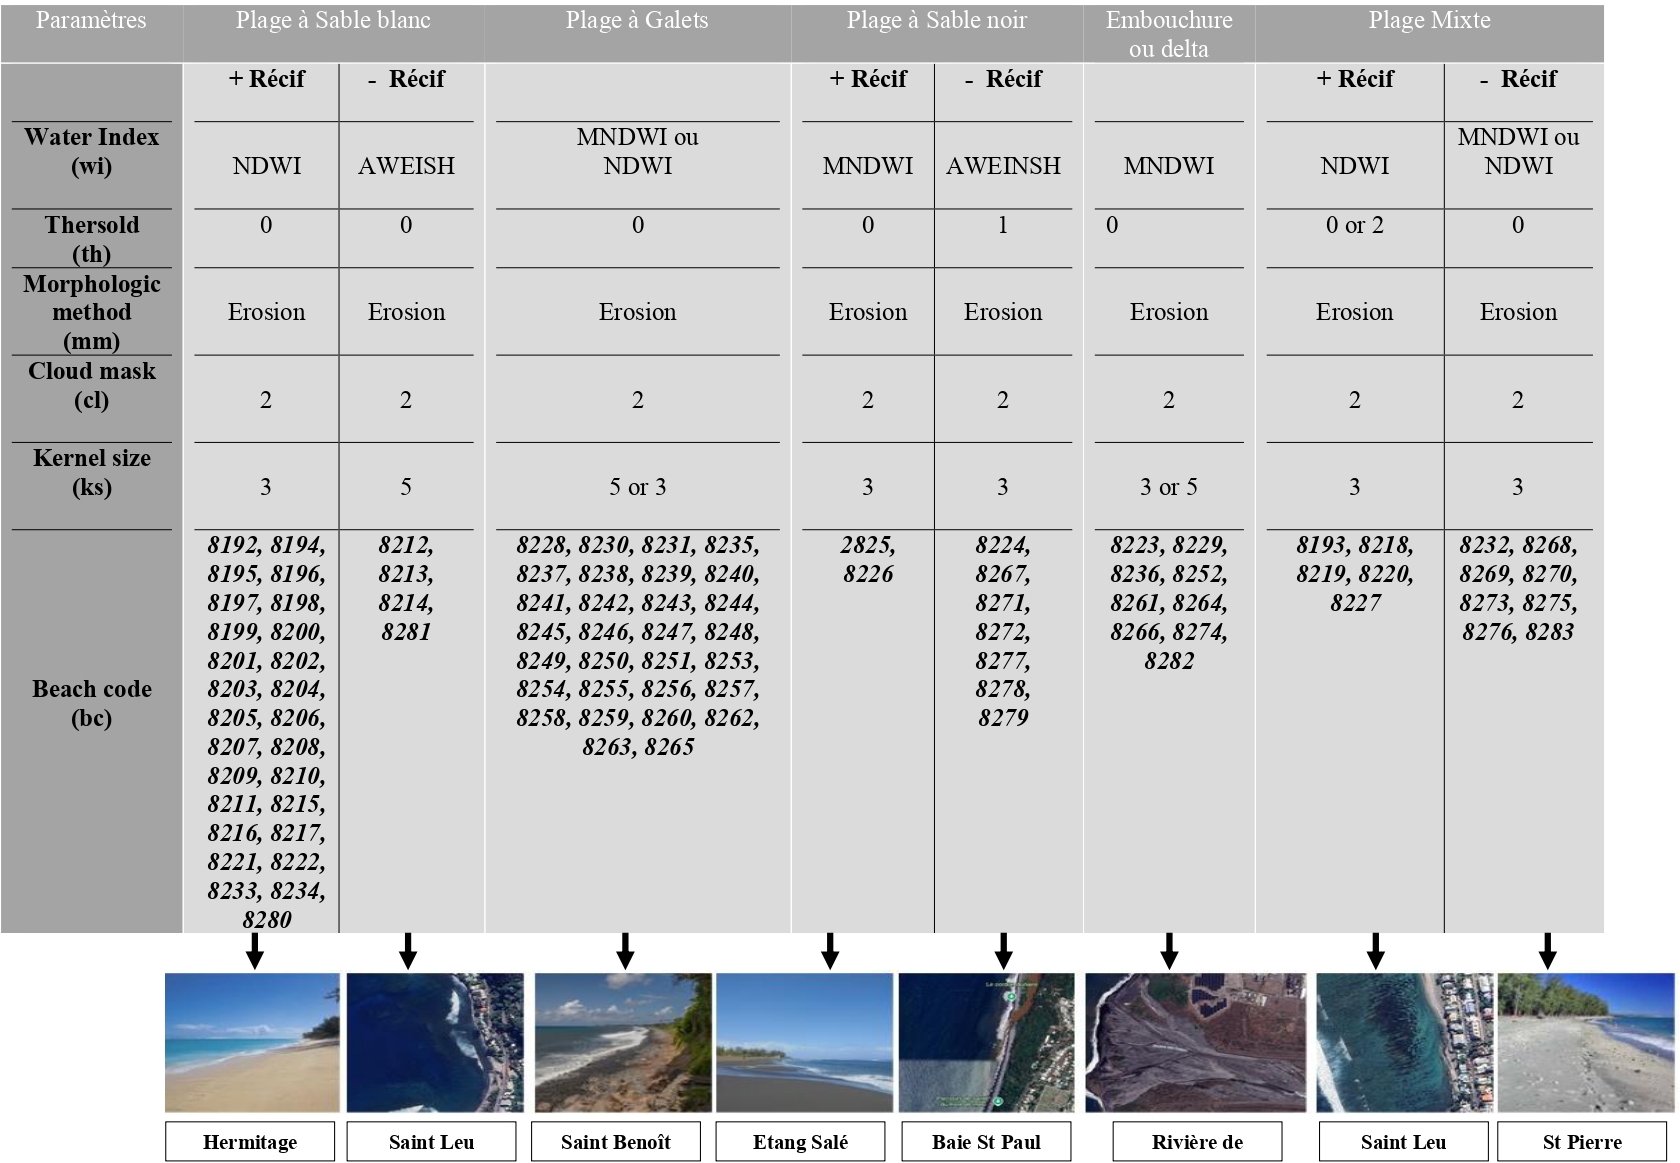 Paramètres Plage à Sable blanc Plage à Galets Plage à Sable noir Embouchure ou delta Plage Mixte
+ Récif - Récif + Récif - Récif + Récif - Récif
Water Index (wi) NDWI AWEISH MNDWI ou NDWI MNDWI AWEINSH MNDWI NDWI MNDWI ou NDWI
Thersold (th) 0 0 0 0 1 0 0 or 2 0
Morphologic method (mm) Erosion Erosion Erosion Erosion Erosion Erosion Erosion Erosion
Cloud mask (cl) 2 2 2 2 2 2 2 2
Kernel size (ks) 3 5 5 or 3 3 3 3 or 5 3 3
Beach code (bc)
8192, 8194,
8195, 8196,
8197, 8198,
8199, 8200,
8201, 8202,
8203, 8204,
8205, 8206,
8207, 8208,
8209, 8210,
8211, 8215,
8216, 8217,
8221, 8222,
8233, 8234,
8280
8212,
8213,
8214,
8281
8228, 8230, 8231, 8235,
8237, 8238, 8239, 8240,
8241, 8242, 8243, 8244,
8245, 8246, 8247, 8248,
8249, 8250, 8251, 8253,
8254, 8255, 8256, 8257,
8258, 8259, 8260, 8262,
8263, 8265
2825,
8226
8224,
8267,
8271,
8272,
8277,
8278,
8279
8223, 8229,
8236, 8252,
8261, 8264,
8266, 8274,
8282
8193, 8218,
8219, 8220,
8227
8232, 8268,
8269, 8270,
8273, 8275,
8276, 8283
Hermitage Saint Leu Saint Benoît Etang Salé Baie St Paul Rivière de Saint Leu St Pierre